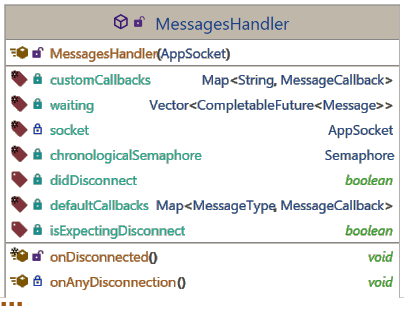 MessagesHandler
MessagesHandler(AppSocket)
customCallbacks Map<String, MessageCallback>
waiting Vector<CompletableFuture<Message>>
socket AppSocket
chronologicalSemaphore Semaphore
didDisconnect boolean
defaultCallbacks Map<MessageType, MessageCallback>
isExpectingDisconnect boolean
onDisconnected() void
onAnyDisconnection() void